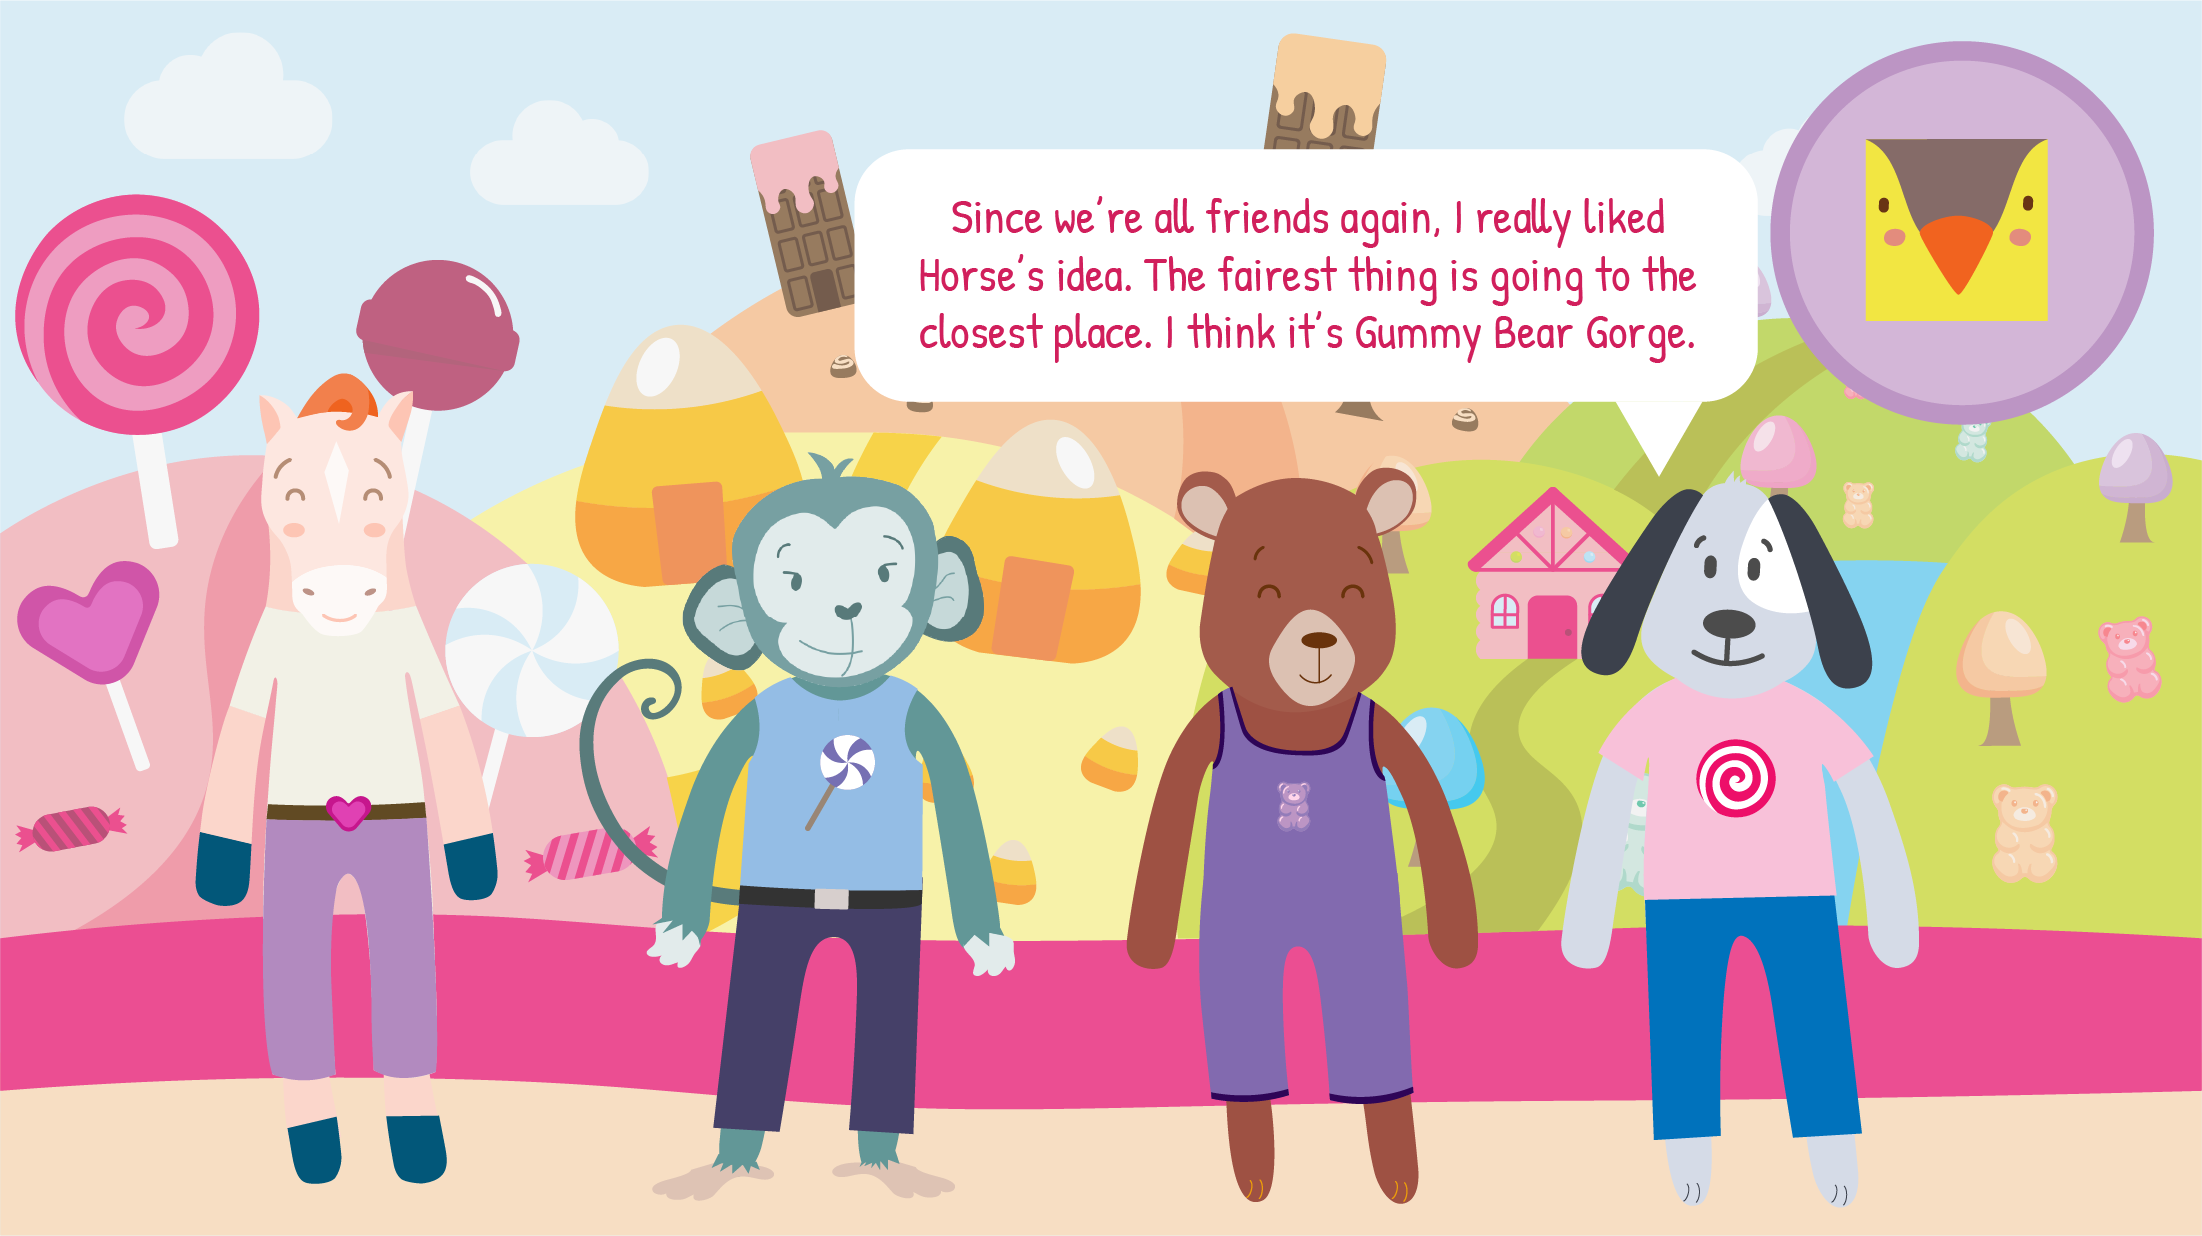 Since we're all friends again, I really liked
Horse's idea. The fairest thing is going to the
closest place. I think it's Gummy Bear Gorge.